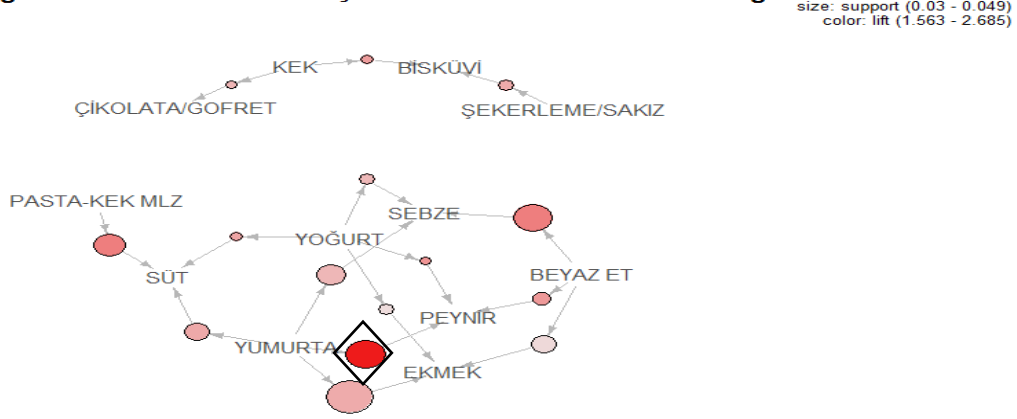 size: support (0.03 - 0.049)
color: lift (1.563 - 2.685)
KEK
BİSKÜVİ
ÇİKOLATA/GOFRET
ŞEKERLEME/SAKIZ
PASTA-KEK MLZ
SEBZE
YOĞURT
SÜT
BEYAZ ET
PEYNİR
YUMURTA
EKMEK